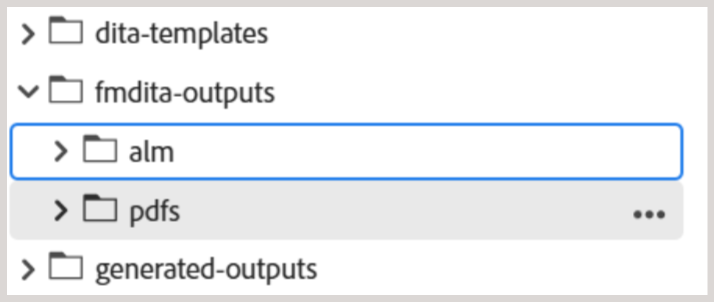 dita-templates
fmdita-outputs
alm
pdfs
generated-outputs